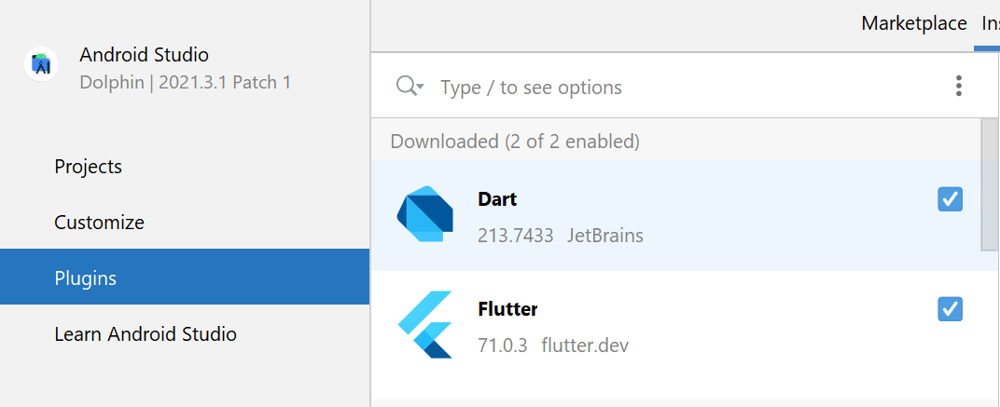 Marketplace Ins
Android Studio
Dolphin | 2021.3.1 Patch 1
Type / to see options
Downloaded (2 of 2 enabled)
Projects
Dart
Customize
213.7433 JetBrains
Plugins
Flutter
Learn Android Studio
71.0.3 flutter.dev